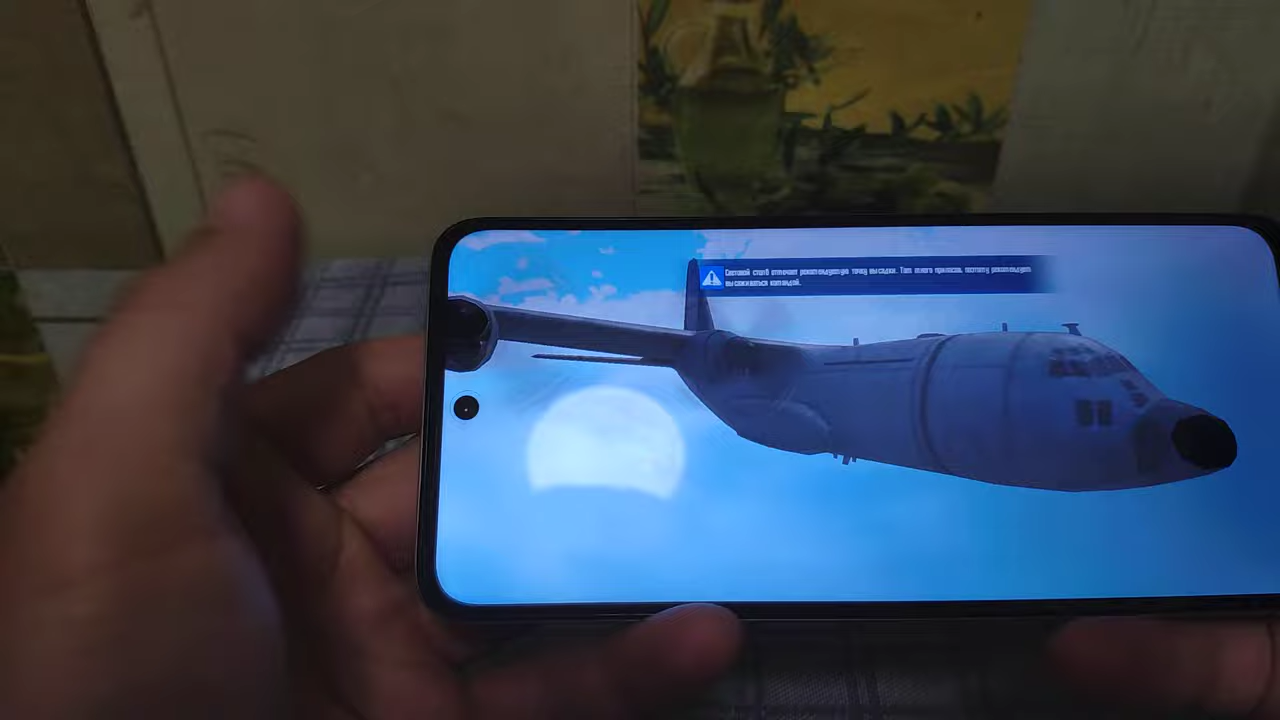 Световой столб отмечает рекомендуемую точку высадки. Там много припасов, поэтому рекомендуем
высаживаться командой.